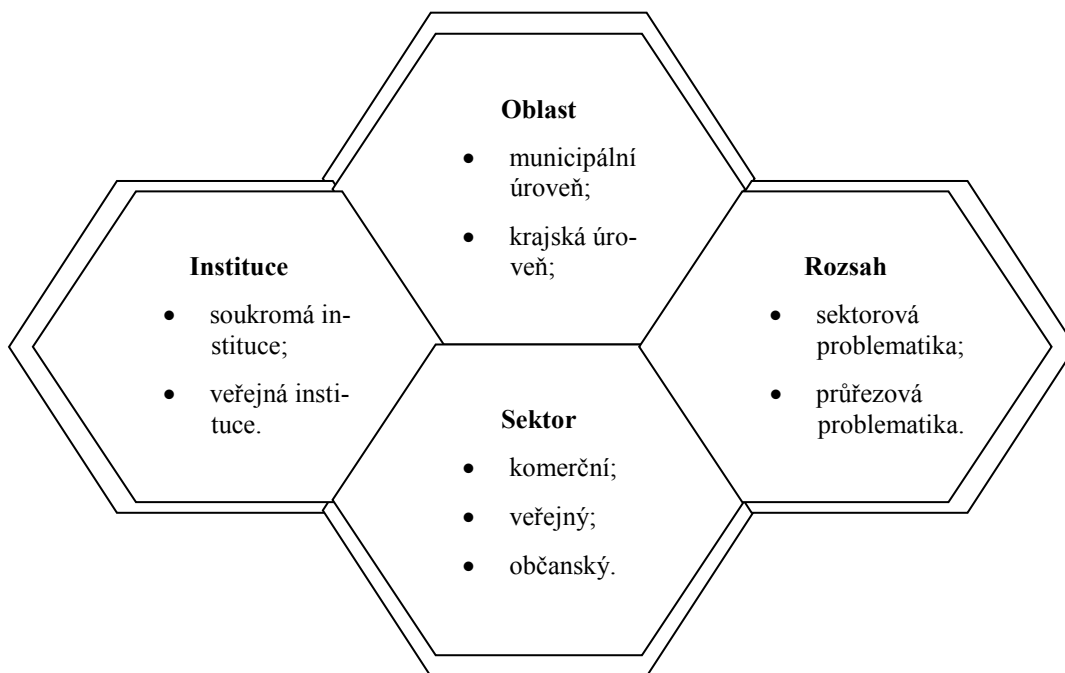 Oblast
• municipální
úroveň;
• krajská úro-
veň;
Instituce
• soukromá in-
stituce;
• veřejná insti-
tuce.
Rozsah
• sektorová
problematika;
• průřezová
problematika.
Sektor
• komerční;
• veřejný;
• občanský.